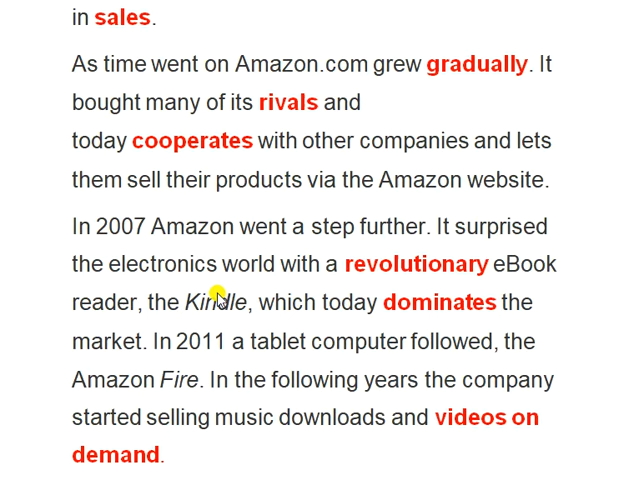 in sales.
As time went on Amazon.com grew gradually. It
bought many of its rivals and
today cooperates with other companies and lets
them sell their products via the Amazon website.
In 2007 Amazon went a step further. It surprised
the electronics world with a revolutionary eBook
reader, the Kindle, which today dominates the
market. In 2011 a tablet computer followed, the
Amazon Fire. In the following years the company
started selling music downloads and videos on
demand.